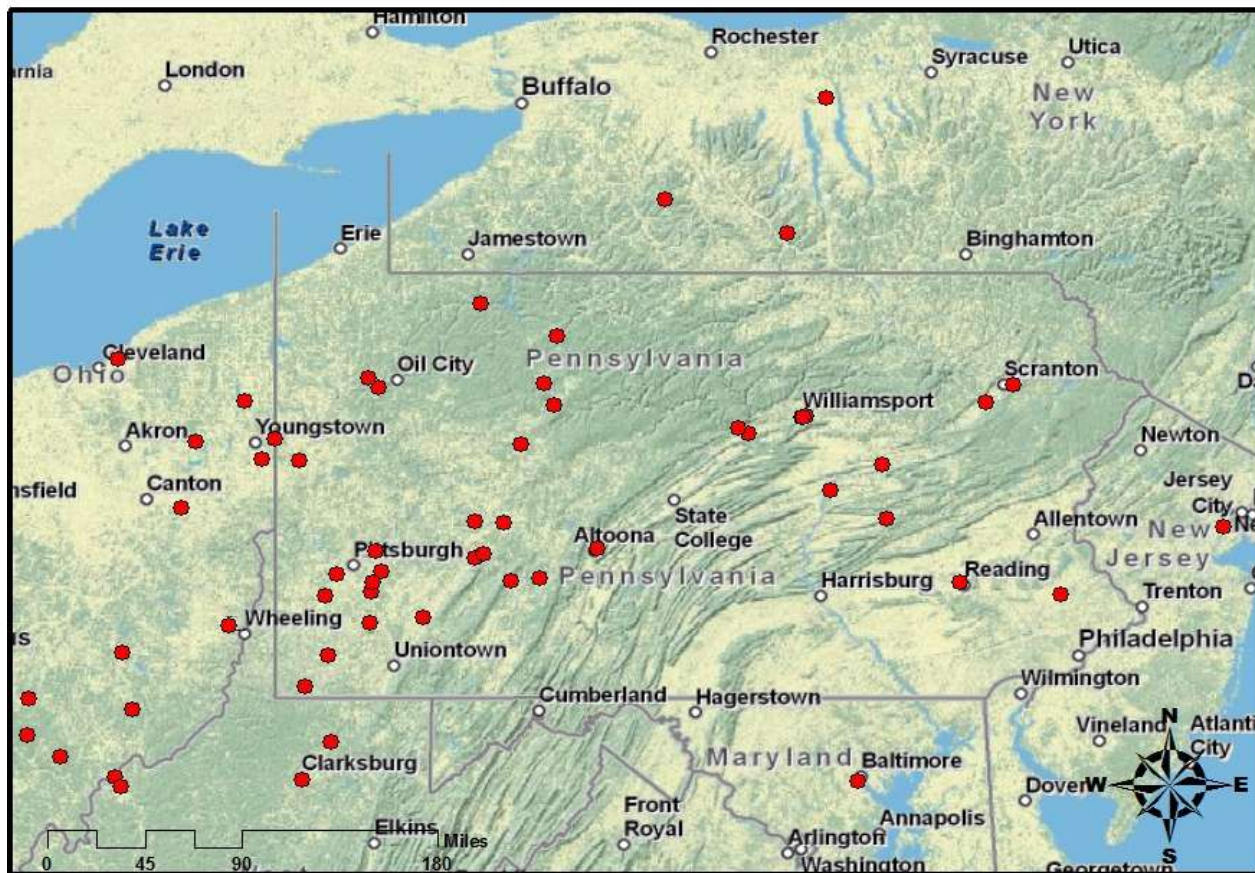 Hamilton
Rochester
Syracuse
Utica
London
Buffalo
New
York
Lake
Erie
Erie
Jamestown
Binghamton
Cleveland
Ohio
Oil City
Pennsylvania
Scranton
Williamsport
Akron
Youngstown
Newton
Canton
Jersey
City
State
College
Altoona
Allentown
New
Jersey
Pittsburgh
Pennsylvania
Harrisburg
Reading
Trenton
Wheeling
Uniontown
Philadelphia
Wilmington
Cumberland
Hagerstown
Vineland
Atlanti
City
N
W
E
S
Maryland
Baltimore
Clarksburg
Dover
Front
Royal
Annapolis
Elkins
Arlington
Washington
Georgetown
Miles
0 45 90 180